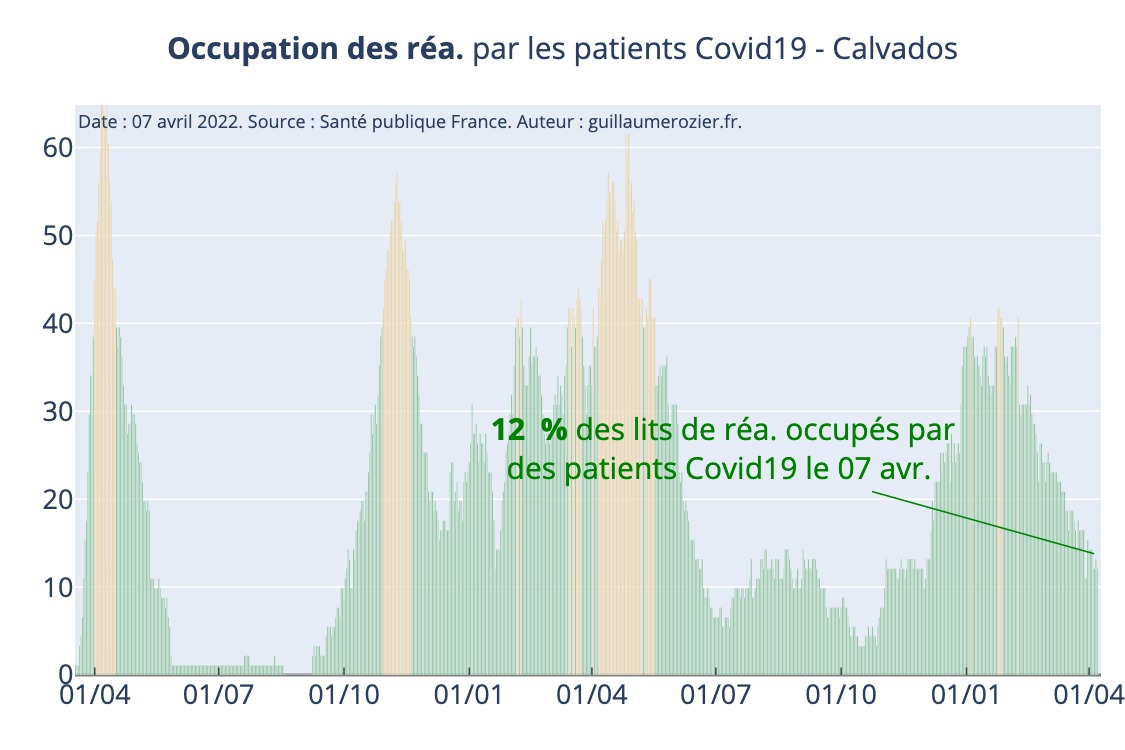 Occupation des réa. par les patients Covid19 - Calvados
Date : 07 avril 2022. Source : Santé publique France. Auteur : guillaumerozier.fr.
60
50
40
30
20
10
0
12 % des lits de réa. occupés par
des patients Covid19 le 07 avr.
01/04 01/07 01/10 01/01 01/04 01/07 01/10 01/01 01/04